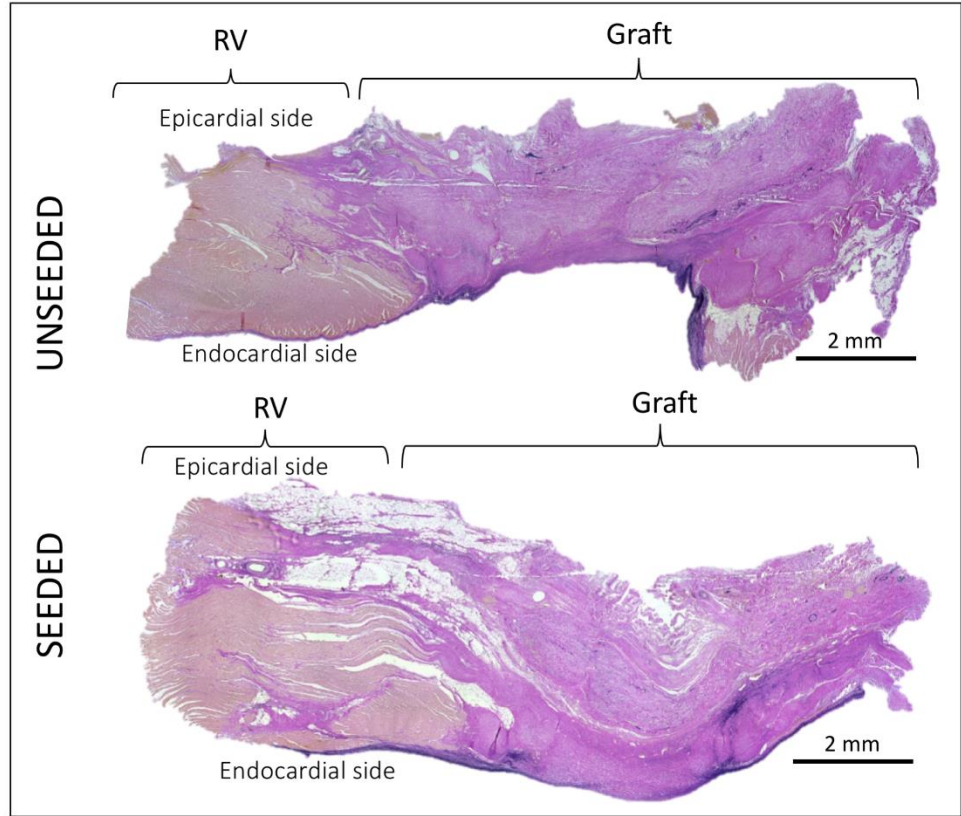 RV
Graft
Epicardial side
UNSEEDED
Endocardial side
2 mm
RV
Graft
Epicardial side
SEEDED
Endocardial side
2 mm